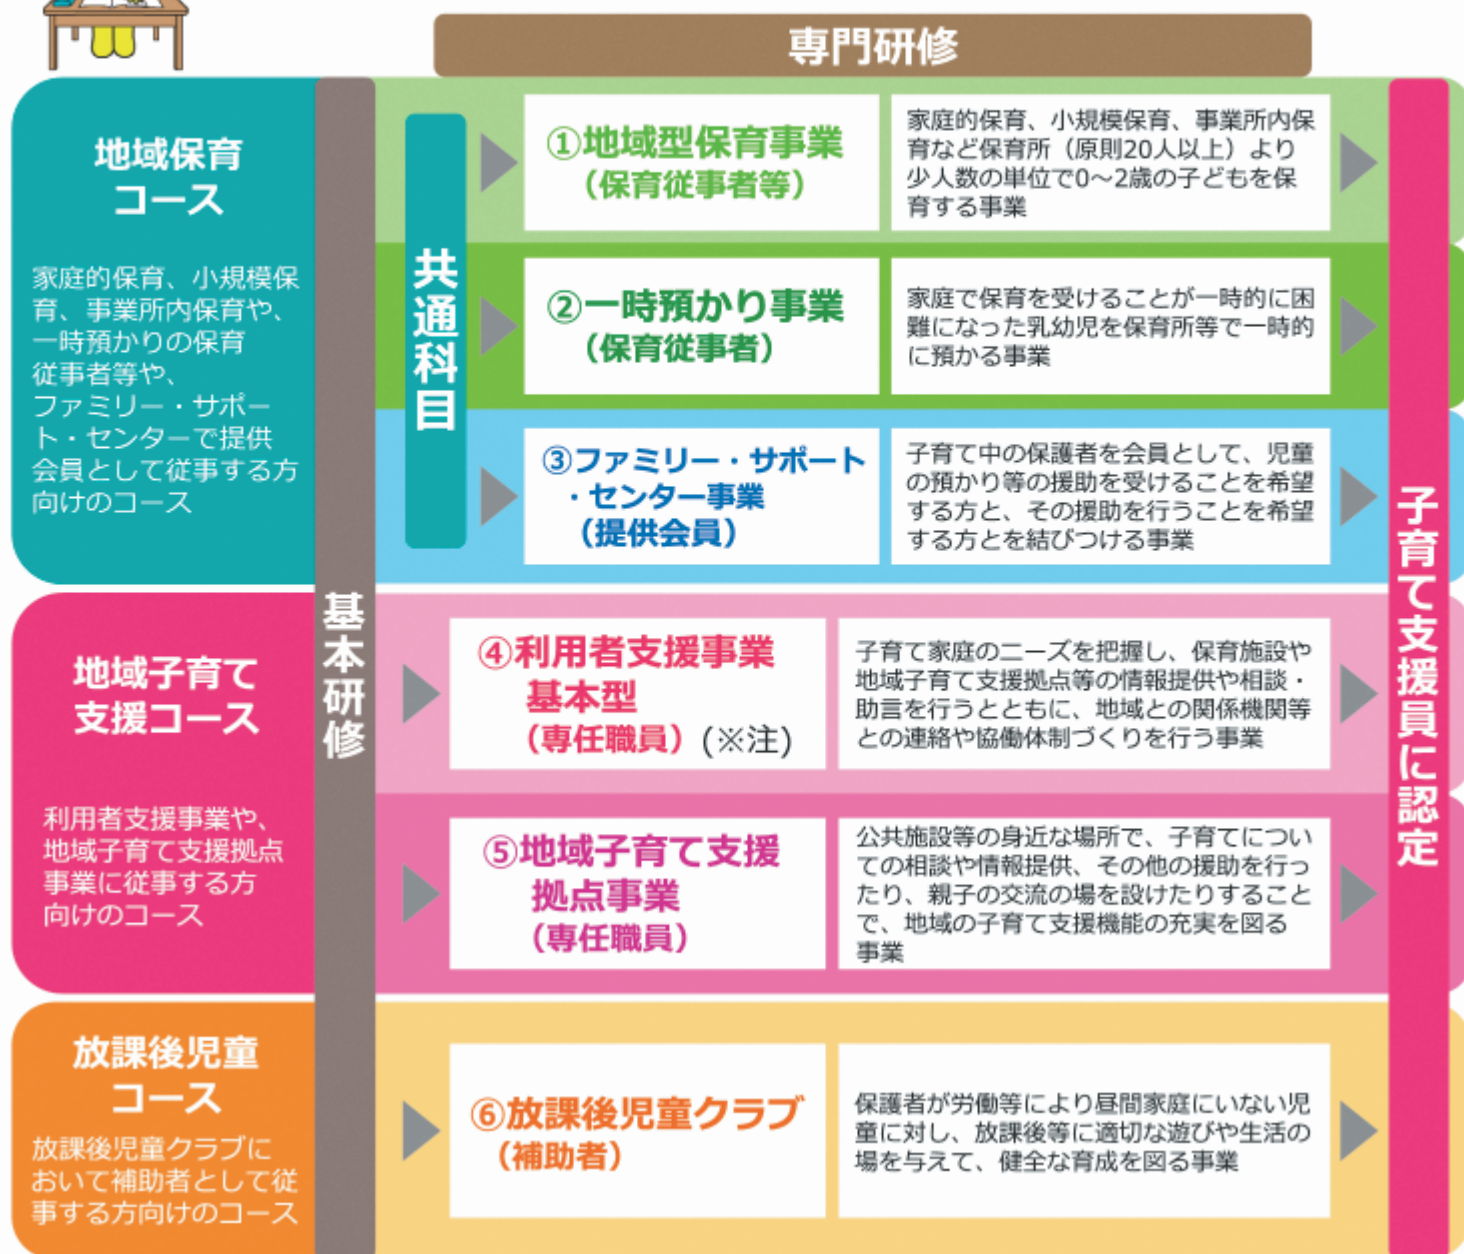 専門研修
地域保育
コース
家庭的保育、小規模保
育、事業所内保育や、
一時預かりの保育
従事者等や、
ファミリー・サポー
ト・センターで提供
会員として従事する方
向けのコース
基本研修
共通科目
①地域型保育事業
（保育従事者等）
家庭的保育、小規模保育、事業所内保
育など保育所（原則20人以上）より
少人数の単位で0～2歳の子どもを保
育する事業
②一時預かり事業
（保育従事者）
家庭で保育を受けることが一時的に困
難になった乳幼児を保育所等で一時的
に預かる事業
③ファミリー・サポート
・センター事業
（提供会員）
子育て中の保護者を会員として、児童
の預かり等の援助を受けることを希望
する方と、その援助を行うことを希望
する方とを結びつける事業
地域子育て
支援コース
利用者支援事業や、
地域子育て支援拠点
事業に従事する方
向けのコース
④利用者支援事業
基本型
（専任職員）(※注)
子育て家庭のニーズを把握し、保育施設や
地域子育て支援拠点等の情報提供や相談・
助言を行うとともに、地域との関係機関等
との連絡や協働体制づくりを行う事業
⑤地域子育て支援
拠点事業
（専任職員）
公共施設等の身近な場所で、子育てについ
ての相談や情報提供、その他の援助を行っ
たり、親子の交流の場を設けたりすること
で、地域の子育て支援機能の充実を図る
事業
放課後児童
コース
放課後児童クラブに
おいて補助者として従
事する方向けのコース
⑥放課後児童クラブ
（補助者）
保護者が労働等により昼間家庭にいない児
童に対し、放課後等に適切な遊びや生活の
場を与えて、健全な育成を図る事業
子育て支援員に認定